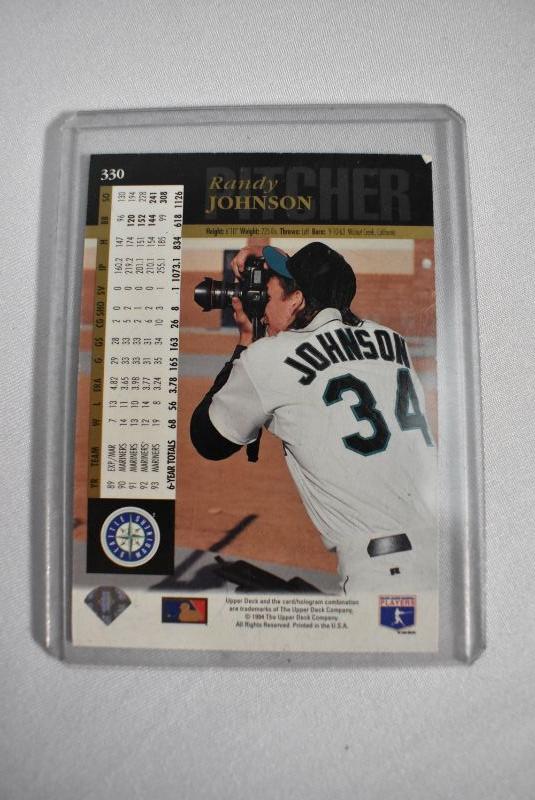 330
PITCHER
Randy
JOHNSON
Height: 6'10" Weight: 225 lbs. Throws: Left Born: 9-10-63 Walnut Creek, California
YR TEAM W L ERA G GS CG SHO SV IP H BB SO
89 EXP/MAR 7 13 4.82 29 28 2 0 0 160.2 147 96 130
90 MARINERS 14 11 3.65 33 33 5 2 0 219.2 174 120 194
91 MARINERS 13 10 3.98 33 33 2 1 0 201.1 151 152 228
92 MARINERS 12 14 3.77 31 31 6 2 0 210.1 154 144 241
93 MARINERS 19 8 3.24 35 34 10 3 1 255.1 185 99 308
6-YEAR TOTALS 68 56 3.78 165 163 26 8 1 1073.1 834 618 1126
JOHNSON
34
SEATTLE
MARINERS
Upper Deck and the card/hologram combination
are trademarks of The Upper Deck Company.
© 1994 The Upper Deck Company.
All Rights Reserved. Printed in the U.S.A.
PLAYERS